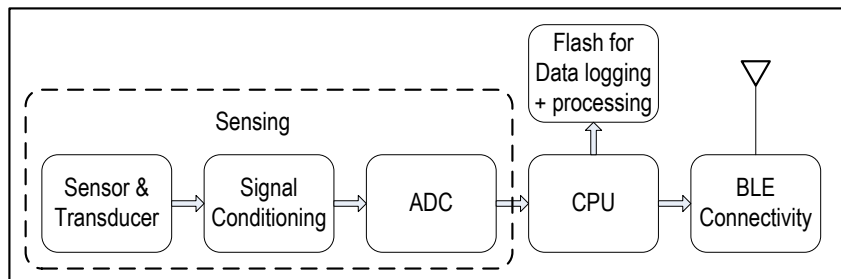 Flash for
Data logging
+ processing
Sensing
Sensor &
Transducer
Signal
Conditioning
ADC
CPU
BLE
Connectivity